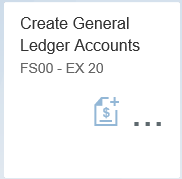 Create General
Ledger Accounts
FS00 - EX 20
$
...